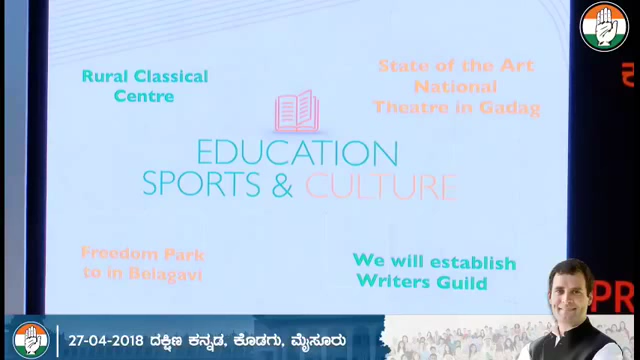 Rural Classical
Centre
State of the Art
National
Theatre in Gadag
EDUCATION
SPORTS & CULTURE
Freedom Park
to in Belagavi
We will establish
Writers Guild
PR
27-04-2018 ದಕ್ಷಿಣ ಕನ್ನಡ, ಕೊಡಗು, ಮೈಸೂರು